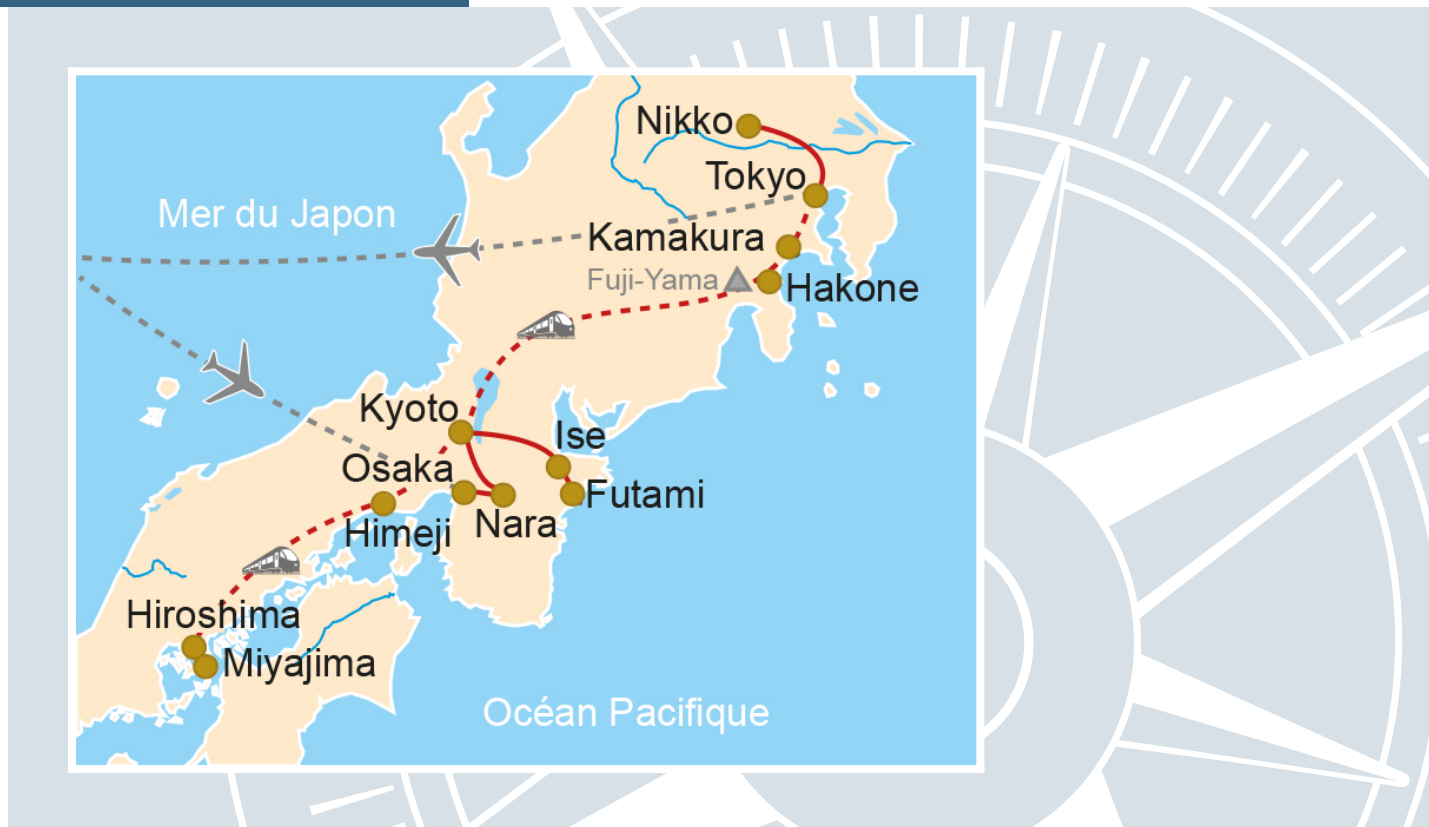 Nikko
Tokyo
Mer du Japon
Kamakura
Fuji-Yama
Hakone
Kyoto
Ise
Osaka
Futami
Himeji
Nara
Hiroshima
Miyajima
Océan Pacifique